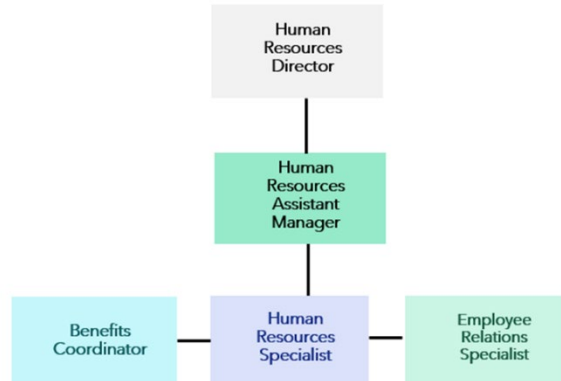 Human
Resources
Director
Human
Resources
Assistant
Manager
Benefits
Coordinator
Human
Resources
Specialist
Employee
Relations
Specialist